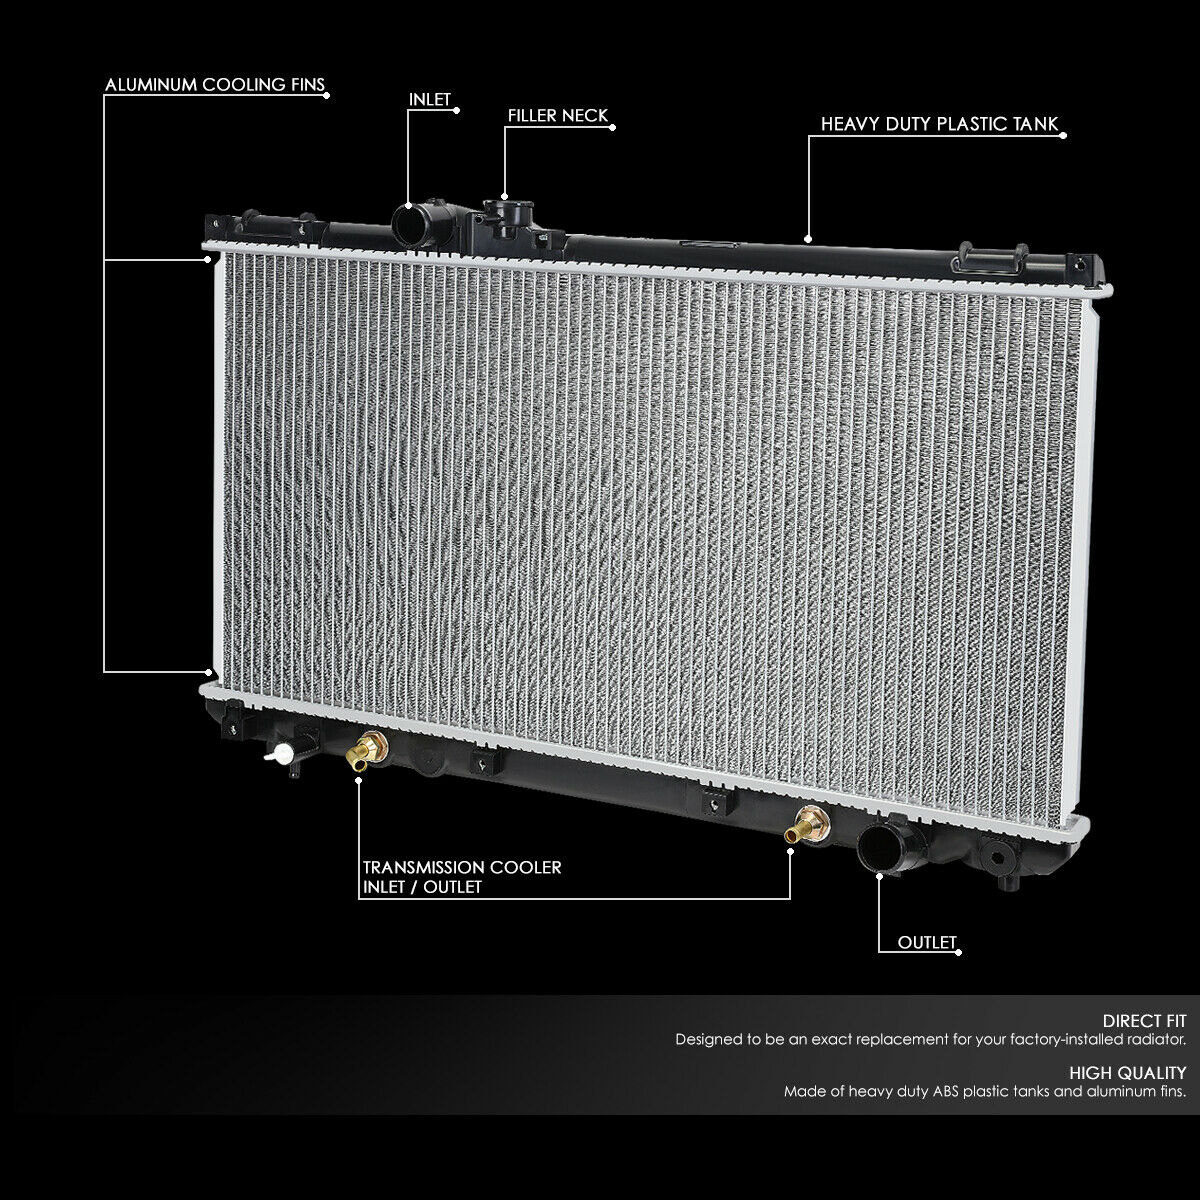 ALUMINUM COOLING FINS
INLET
FILLER NECK
HEAVY DUTY PLASTIC TANK
TRANSMISSION COOLER
INLET / OUTLET
OUTLET
DIRECT FIT
Designed to be an exact replacement for your factory-installed radiator.
HIGH QUALITY
Made of heavy duty ABS plastic tanks and aluminum fins.